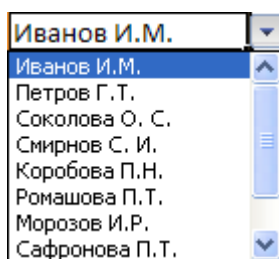 Иванов И.М.
Иванов И.М.
Петров Г.Т.
Соколова О. С.
Смирнов С. И.
Коробова П.Н.
Ромашова П.Т.
Морозов И.Р.
Сафронова П.Т.